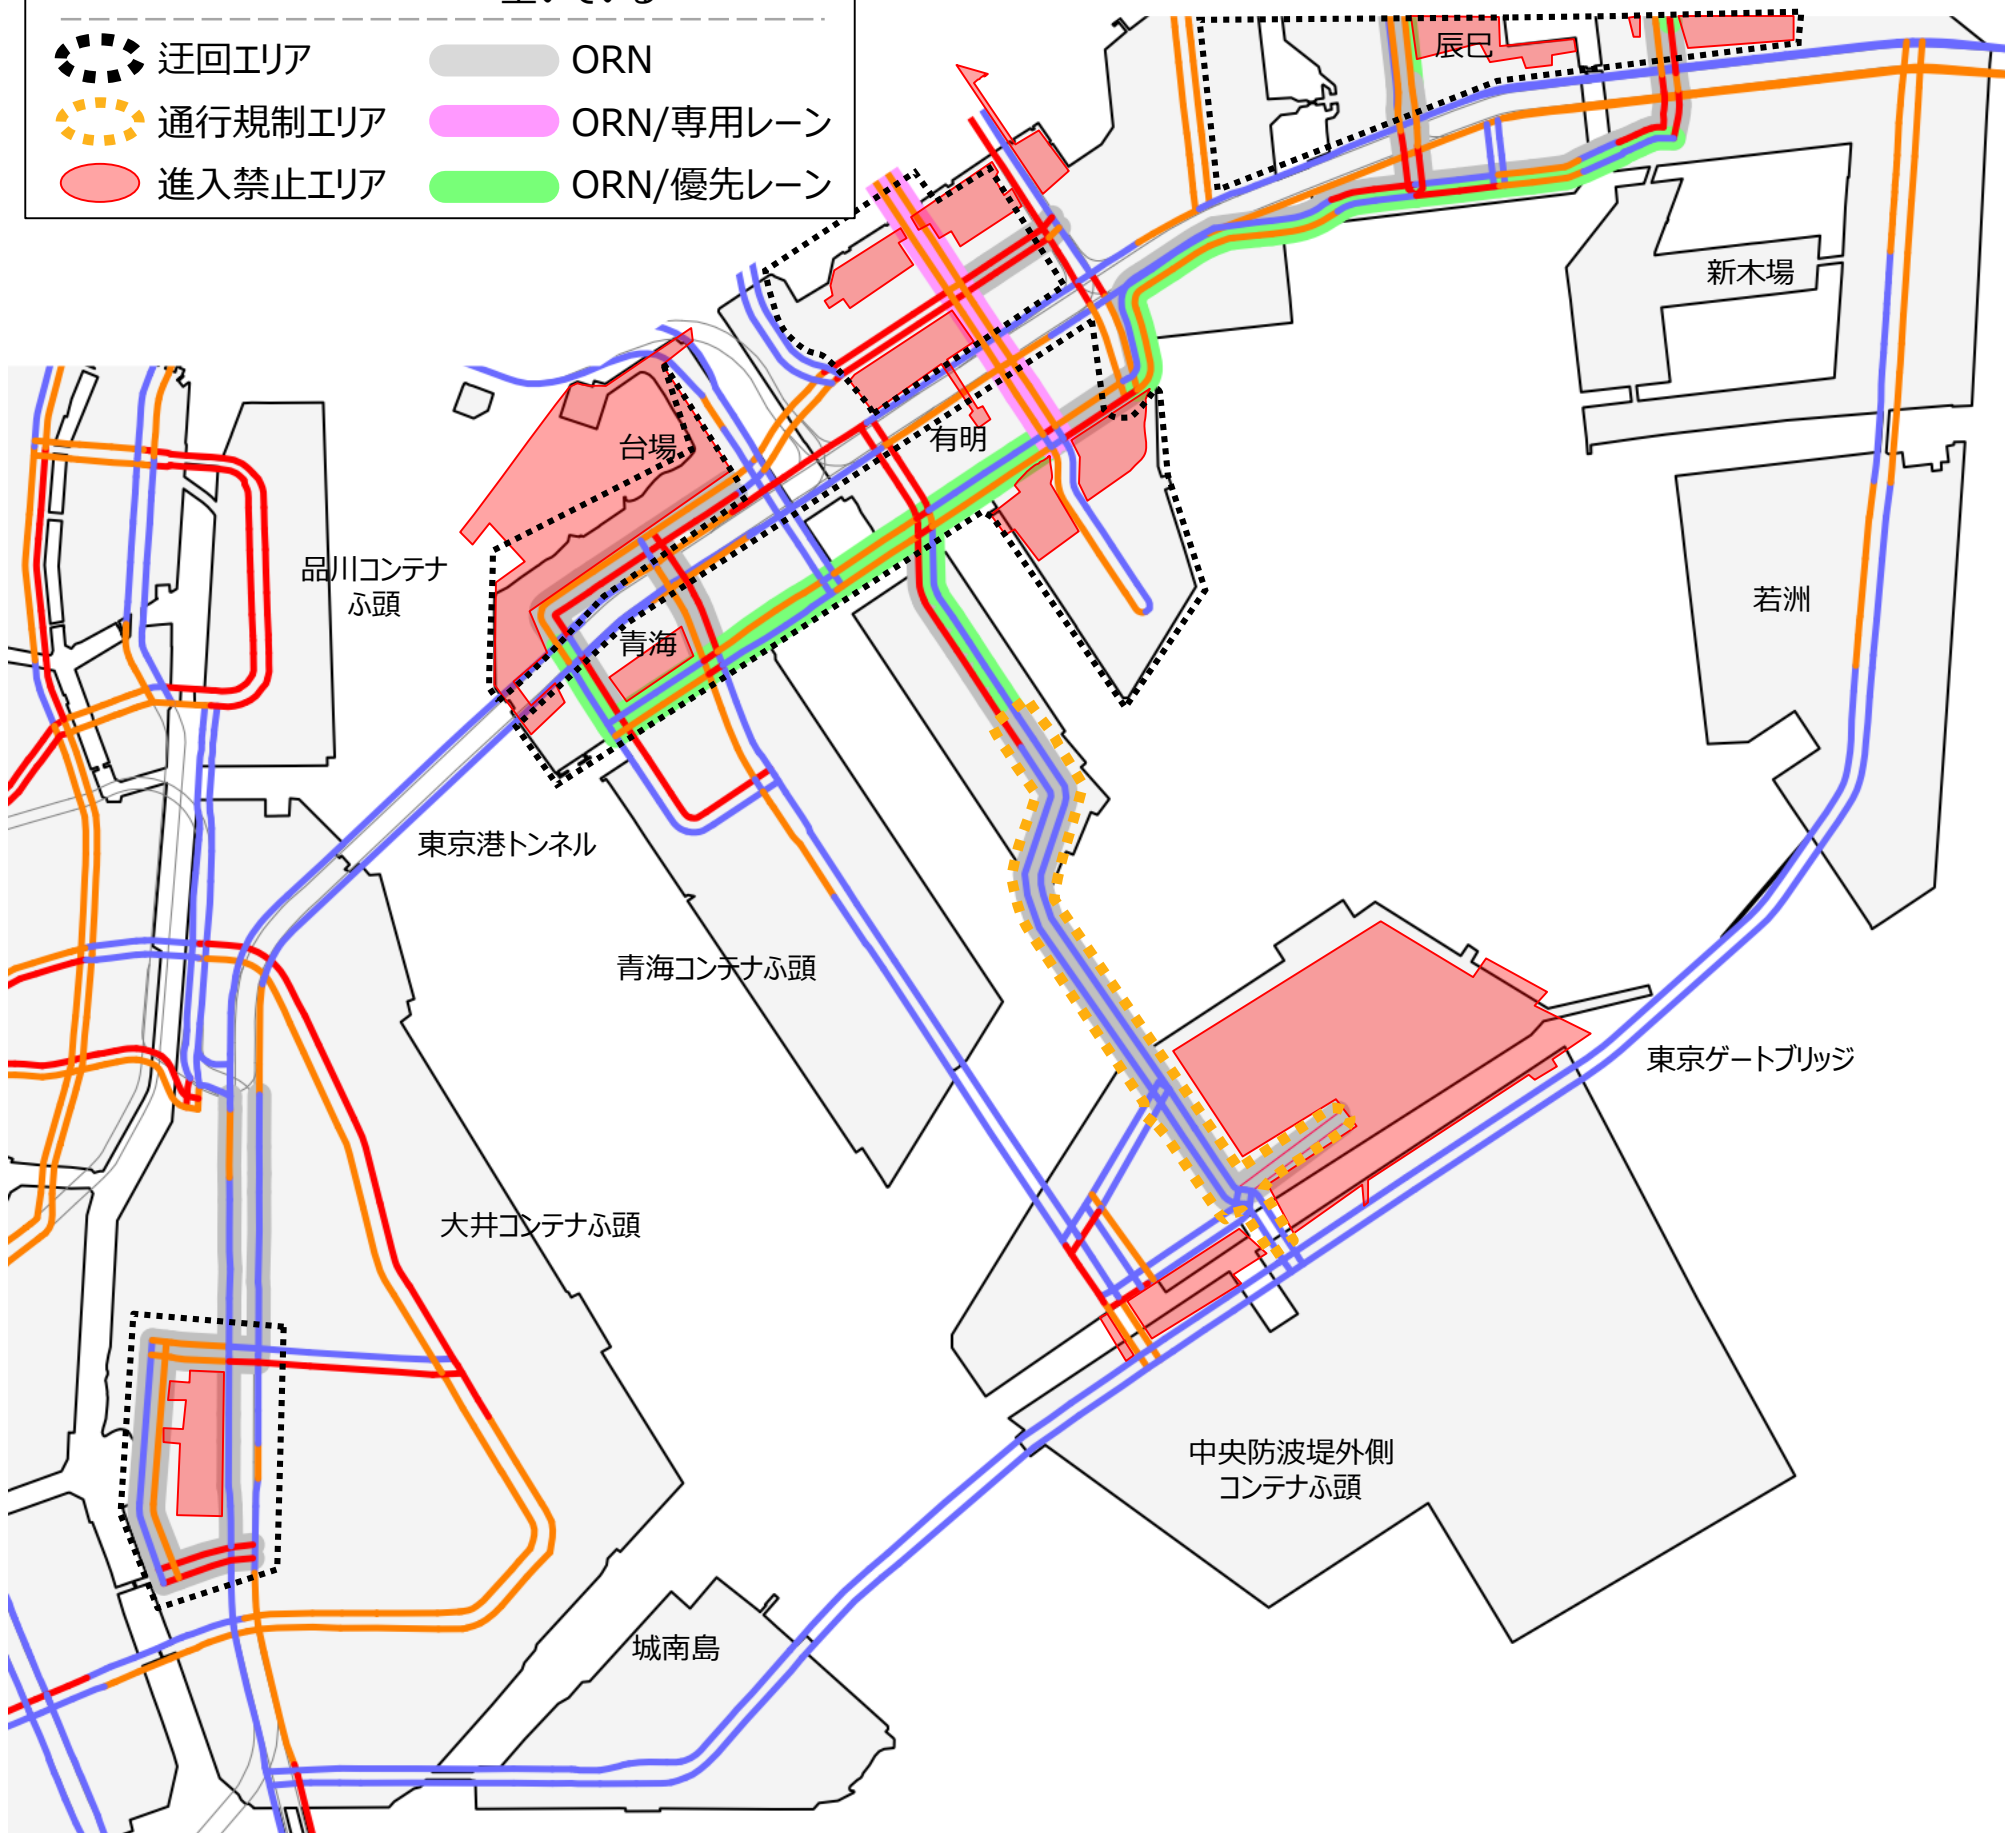 空いている
迂回エリア
ORN
通行規制エリア
ORN/専用レーン
進入禁止エリア
ORN/優先レーン
辰巳
新木場
有明
台場
品川コンテナ
ふ頭
若洲
青海
東京港トンネル
青海コンテナふ頭
東京ゲートブリッジ
大井コンテナふ頭
中央防波堤外側
コンテナふ頭
城南島